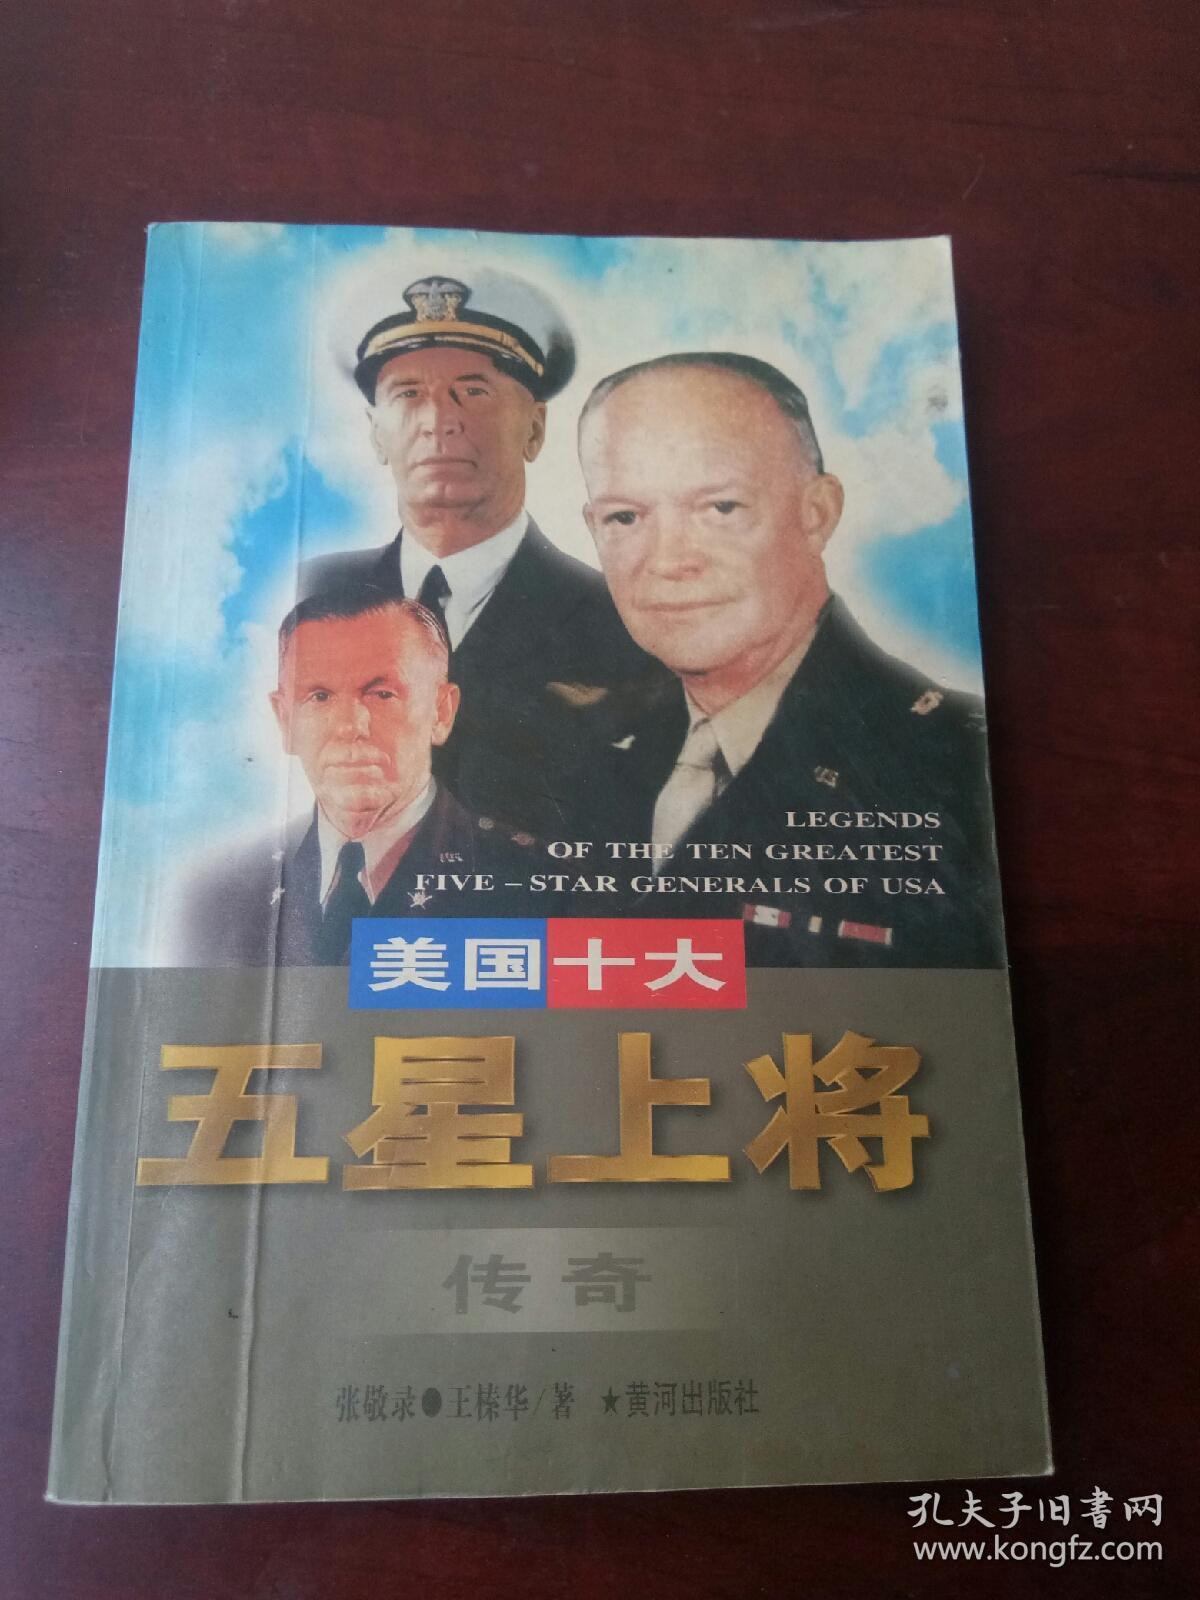 LEGENDS
OF THE TEN GREATEST
FIVE-STAR GENERALS OF USA
美国十大
五星上将
传奇
张敬录●王榛华/著 ★黄河出版社
孔夫子旧书网
www.kongfz.com